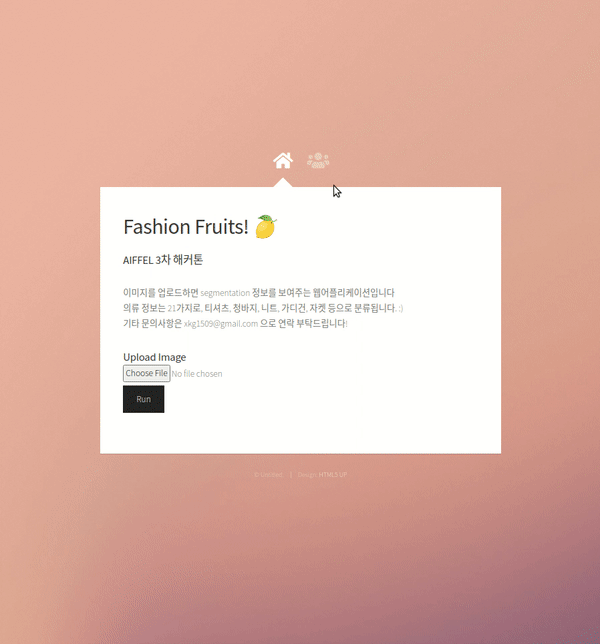 Fashion Fruits! 🍋
AIFFEL 3차 해커톤
이미지를 업로드하면 segmentation 정보를 보여주는 웹어플리케이션입니다
의류 정보는 21가지로, 티셔츠, 청바지, 니트, 가디건, 자켓 등으로 분류됩니다. :)
기타 문의사항은 xkg1509@gmail.com 으로 연락 부탁드립니다!
Upload Image
Choose File No file chosen
Run
© Untitled. | Design: HTML5 UP